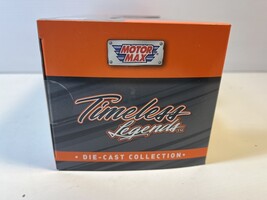 MOTOR
MAX
Timeless
Legends
• DIE-CAST COLLECTION •